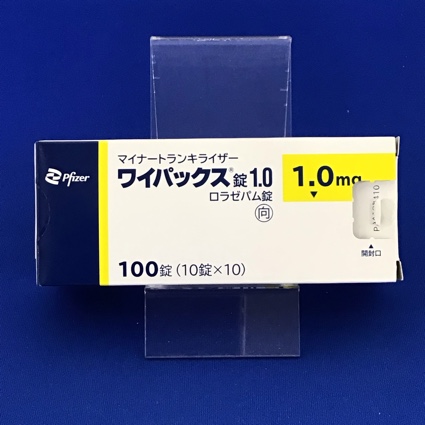 Pfizer
マイナートランキライザー
ワイパックス®錠1.0
ロラゼパム錠
向
1.0mg
100錠(10錠×10)
開封口